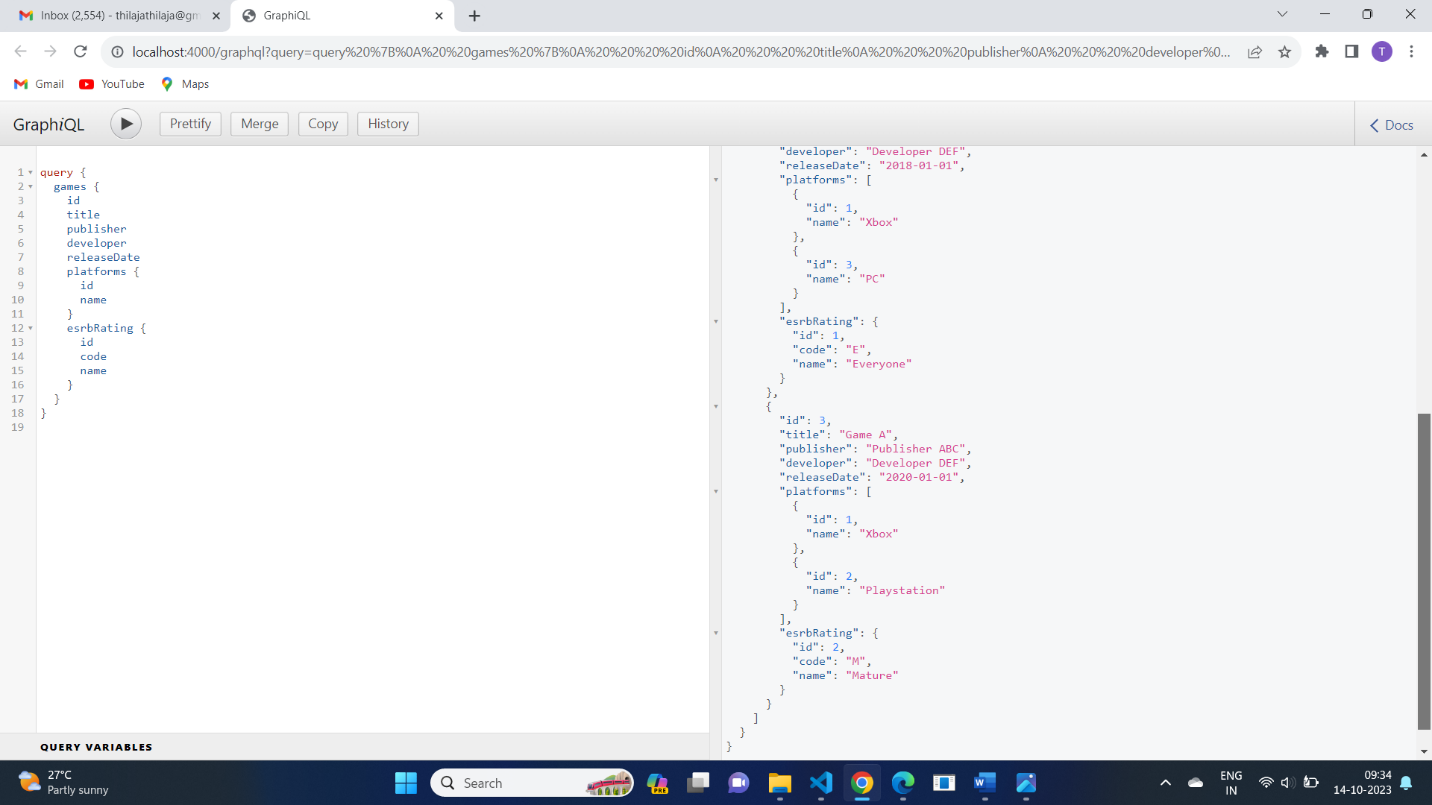 Inbox (2,554) - thilajathilaja@gm
GraphiQL
localhost:4000/graphql?query=query%20%7B%0A%20%20games%20%7B%0A%20%20%20%20id%0A%20%20%20%20title%0A%20%20%20%20publisher%0A%20%20%20%20developer%0...
T
Gmail
YouTube
Maps
GraphiQL
Prettify
Merge
Copy
History
Docs
1 query {
2 games {
3 id
4 title
5 publisher
6 developer
7 releaseDate
8 platforms {
9 id
10 name
11 }
12 esrbRating {
13 id
14 code
15 name
16 }
17 }
18 }
19
QUERY VARIABLES
"developer": "Developer DEF",
"releaseDate": "2018-01-01",
"platforms": [
{
"id": 1,
"name": "Xbox"
},
{
"id": 3,
"name": "PC"
}
],
"esrbRating": {
"id": 1,
"code": "E",
"name": "Everyone"
}
},
{
"id": 3,
"title": "Game A",
"publisher": "Publisher ABC",
"developer": "Developer DEF",
"releaseDate": "2020-01-01",
"platforms": [
{
"id": 1,
"name": "Xbox"
},
{
"id": 2,
"name": "Playstation"
}
],
"esrbRating": {
"id": 2,
"code": "M",
"name": "Mature"
}
}
]
}
}
27°C
Partly sunny
Search
PRE
W
ENG
IN
09:34
14-10-2023